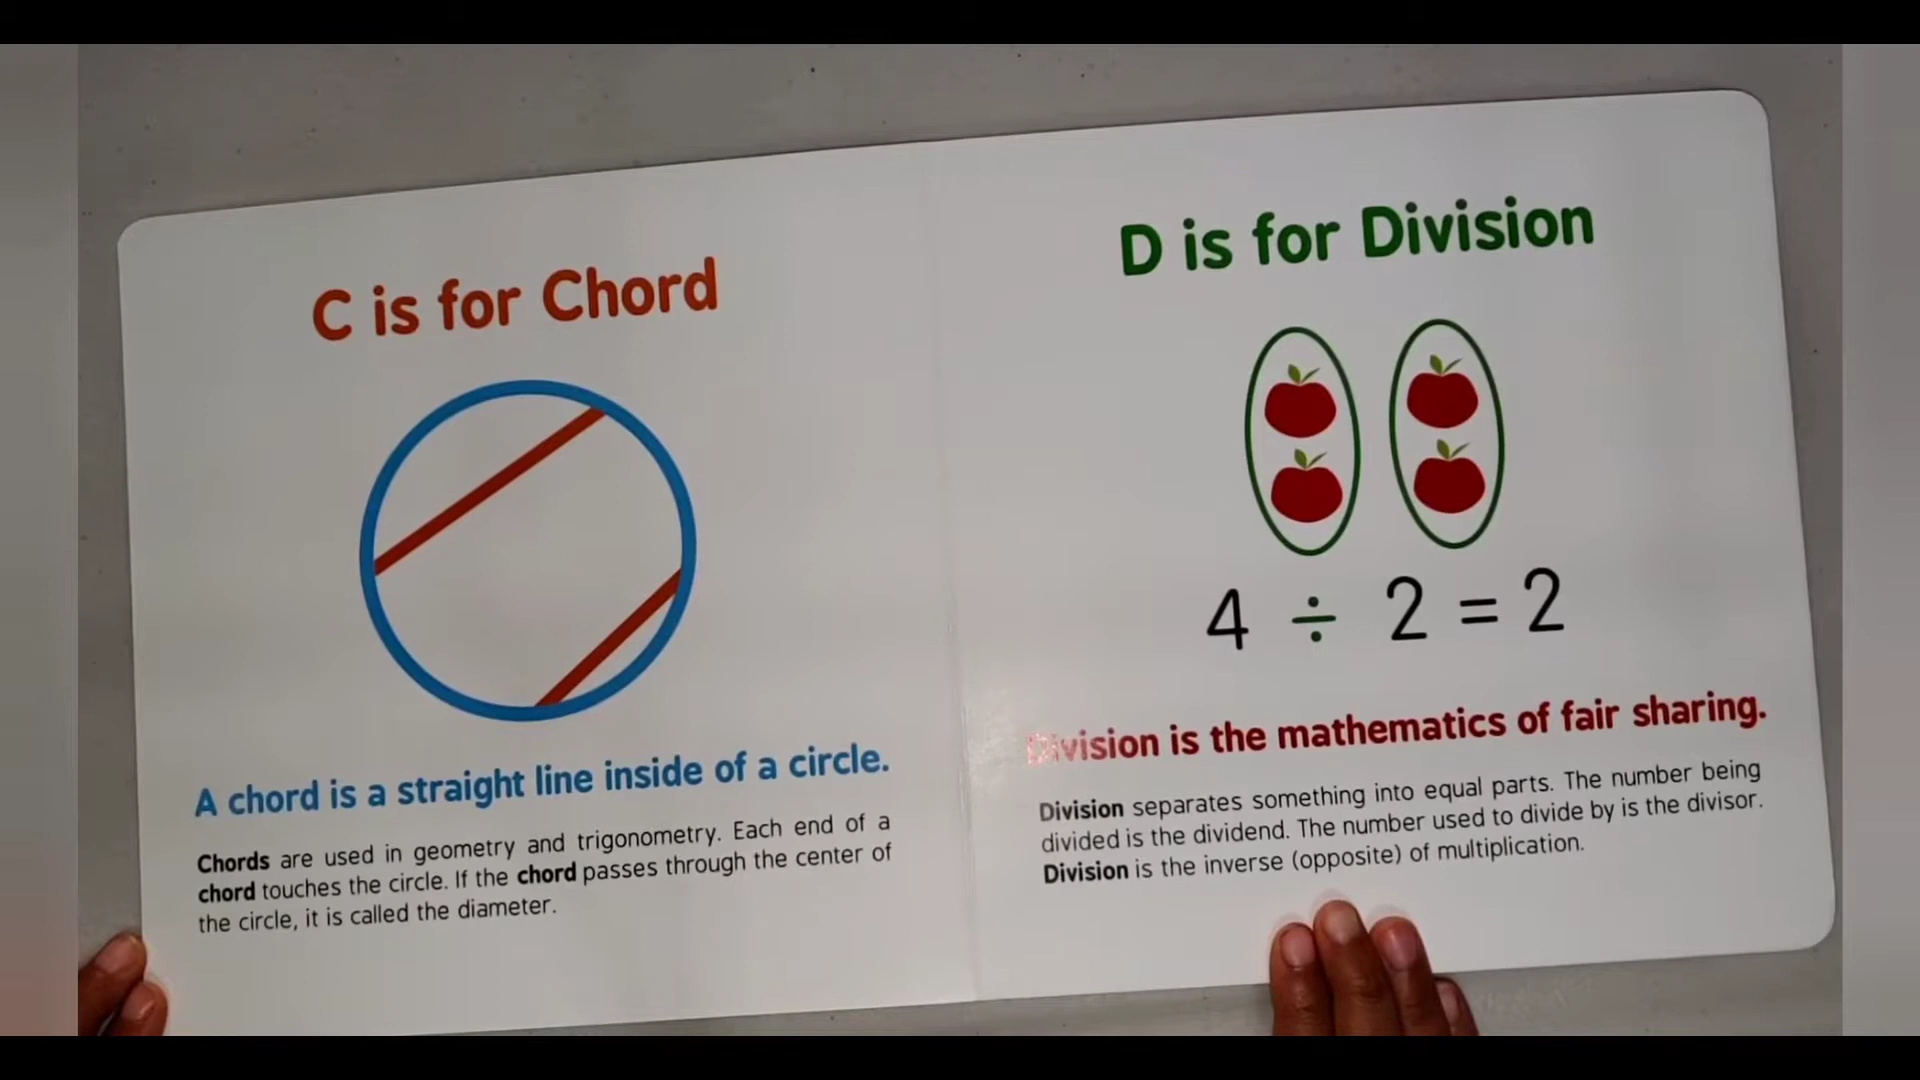 C is for Chord
A chord is a straight line inside of a circle.
Chords are used in geometry and trigonometry. Each end of a
chord touches the circle. If the chord passes through the center of
the circle, it is called the diameter.
D is for Division
4 ÷ 2 = 2
Division is the mathematics of fair sharing.
Division separates something into equal parts. The number being
divided is the dividend. The number used to divide by is the divisor.
Division is the inverse (opposite) of multiplication.